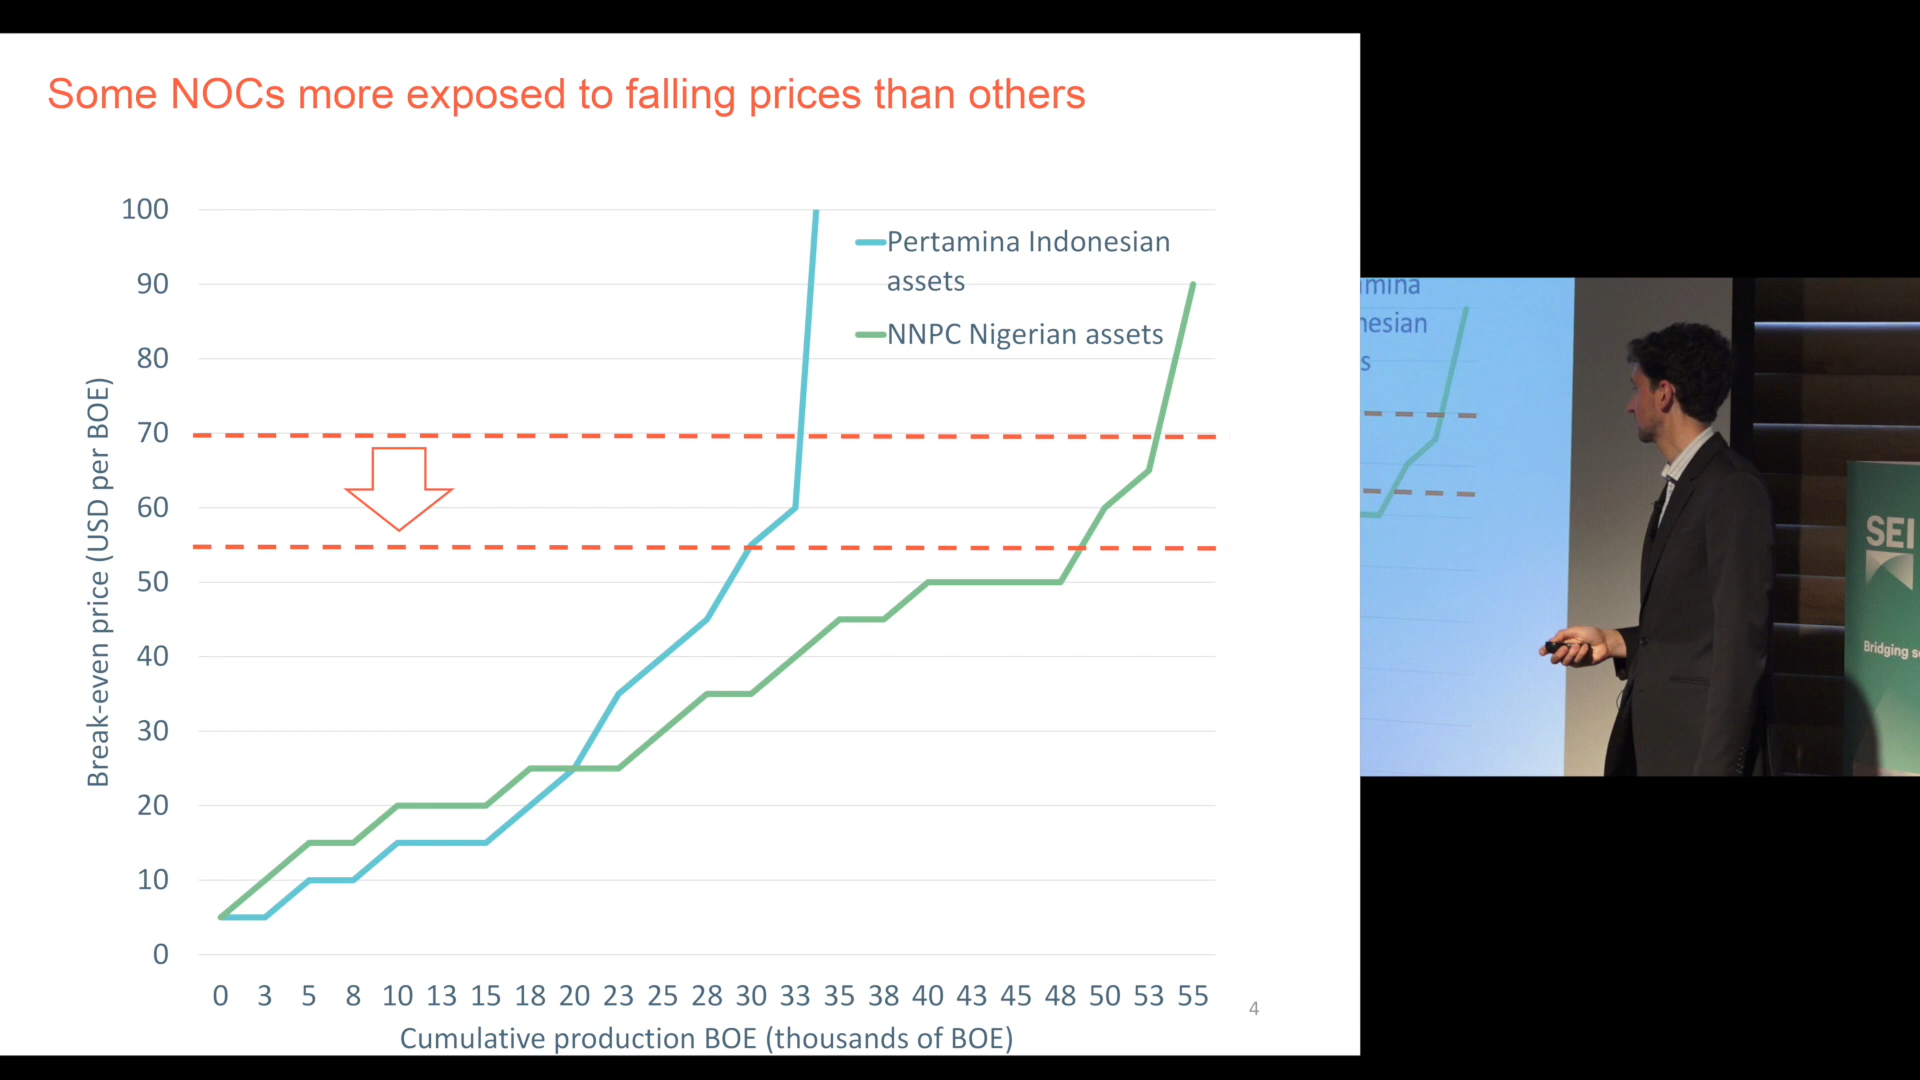 Some NOCs more exposed to falling prices than others
100
90
80
70
60
50
40
30
20
10
0
Break-even price (USD per BOE)
Pertamina Indonesian
assets
NNPC Nigerian assets
0 3 5 8 10 13 15 18 20 23 25 28 30 33 35 38 40 43 45 48 50 53 55
Cumulative production BOE (thousands of BOE)
4
mina
nesian
s
SEI
Bridging s